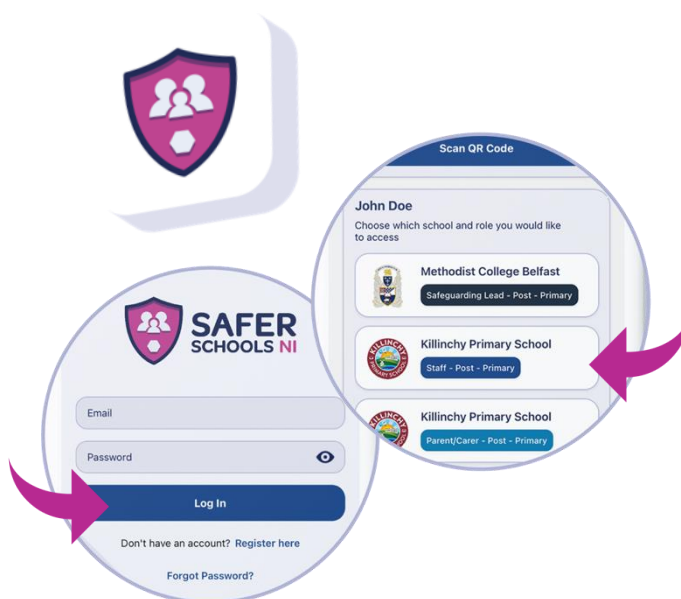 Scan QR Code
John Doe
Choose which school and role you would like
to access
Methodist College Belfast
Safeguarding Lead - Post - Primary
Killinchy Primary School
Staff - Post - Primary
Killinchy Primary School
Parent/Carer - Post - Primary
SAFER
SCHOOLS NI
Email
Password
Log In
Don't have an account? Register here
Forgot Password?